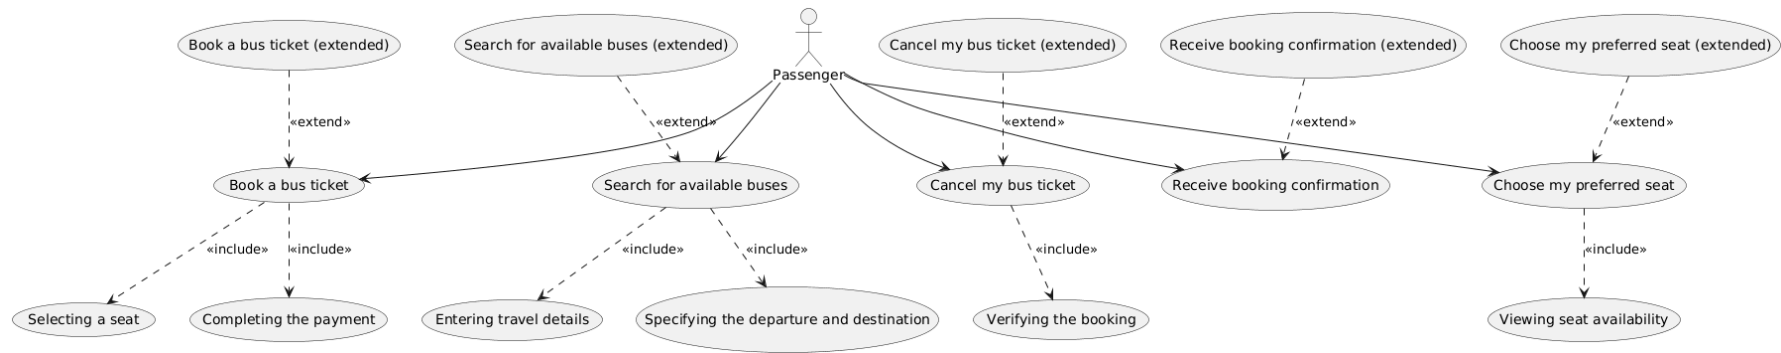 Book a bus ticket (extended)
Search for available buses (extended)
Cancel my bus ticket (extended)
Receive booking confirmation (extended)
Choose my preferred seat (extended)
Passenger
«extend»
«extend»
«extend»
«extend»
«extend»
Book a bus ticket
Search for available buses
Cancel my bus ticket
Receive booking confirmation
Choose my preferred seat
«include»
«include»
«include»
«include»
«include»
«include»
Selecting a seat
Completing the payment
Entering travel details
Specifying the departure and destination
Verifying the booking
Viewing seat availability